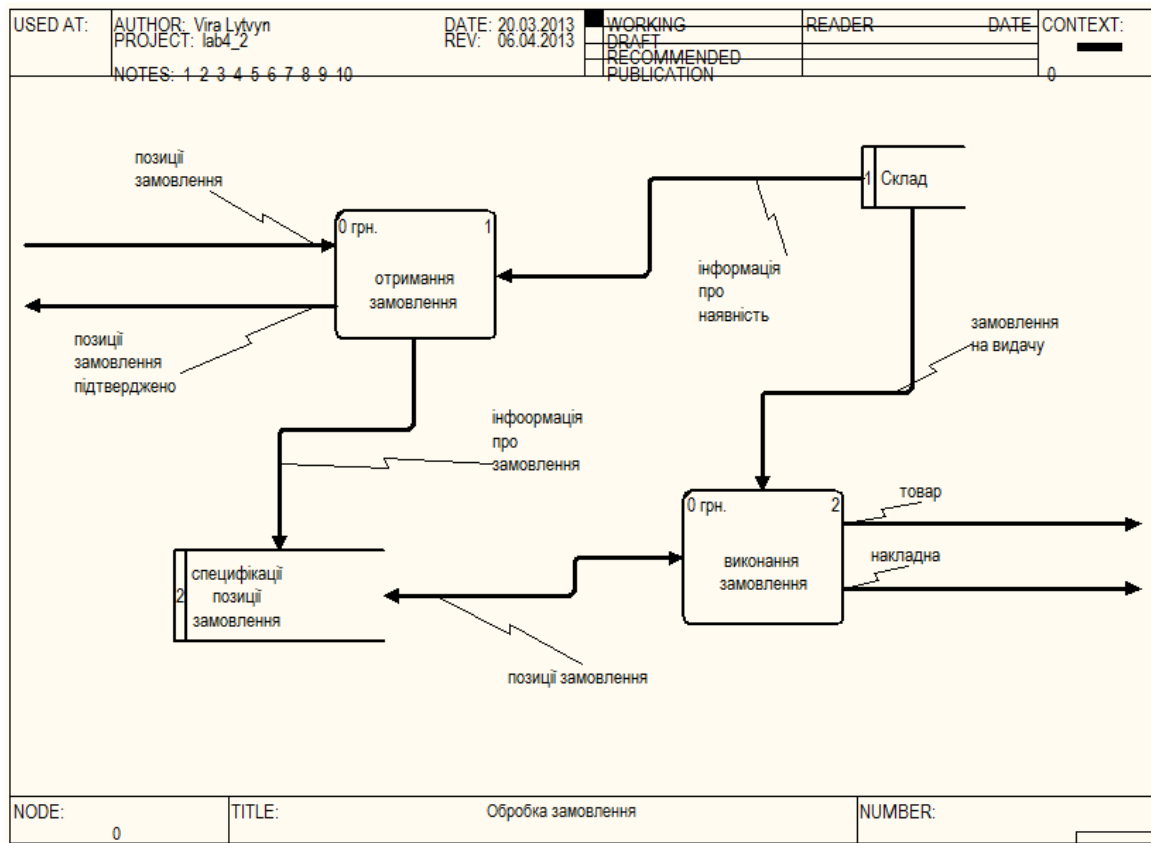 USED AT:
AUTHOR: Vira Lytvyn
DATE: 20.03.2013
PROJECT: lab4_2
REV: 06.04.2013
NOTES: 1 2 3 4 5 6 7 8 9 10
WORKING
DRAFT
RECOMMENDED
PUBLICATION
READER
DATE
CONTEXT:
0
позиції
замовлення
0 грн.
1
отримання
замовлення
1
Склад
інформація
про
наявність
позиції
замовлення
підтверджено
замовлення
на видачу
інфоормація
про
замовлення
0 грн.
2
виконання
замовлення
товар
накладна
2
специфікації
позиції
замовлення
позиції замовлення
NODE:
0
TITLE:
Обробка замовлення
NUMBER: